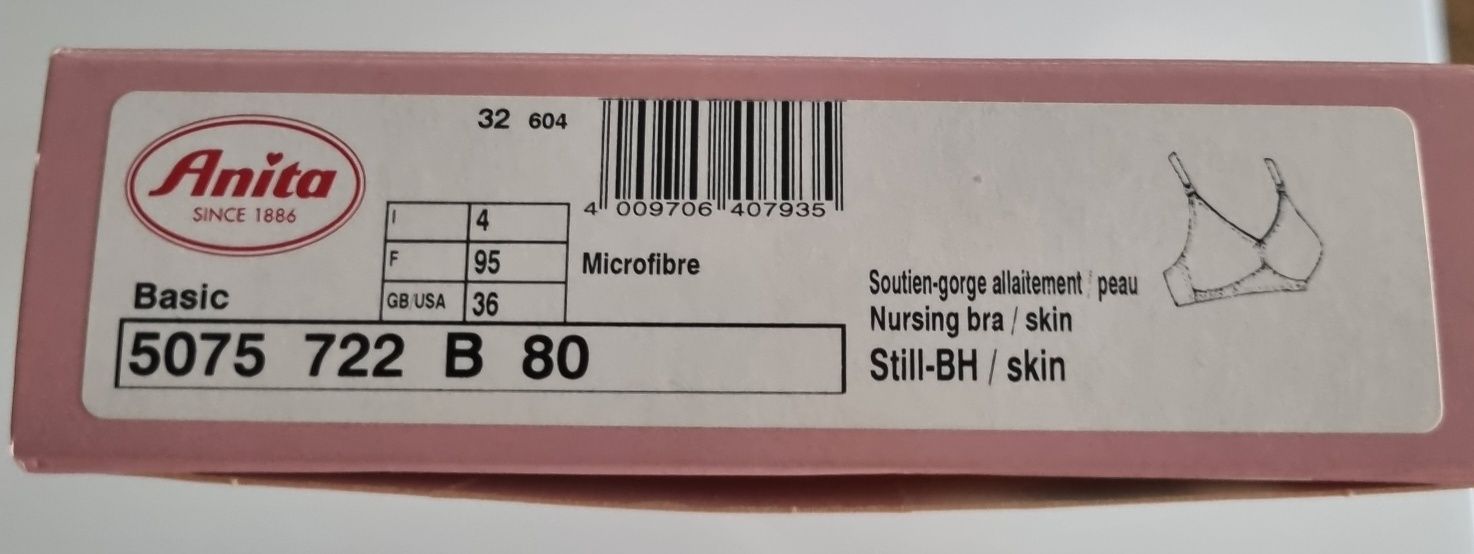 Anita
SINCE 1886
32 604
4 009706 407935
I 4
F 95
GB/USA 36
Microfibre
Basic
5075 722 B 80
Soutien-gorge allaitement / peau
Nursing bra / skin
Still-BH / skin